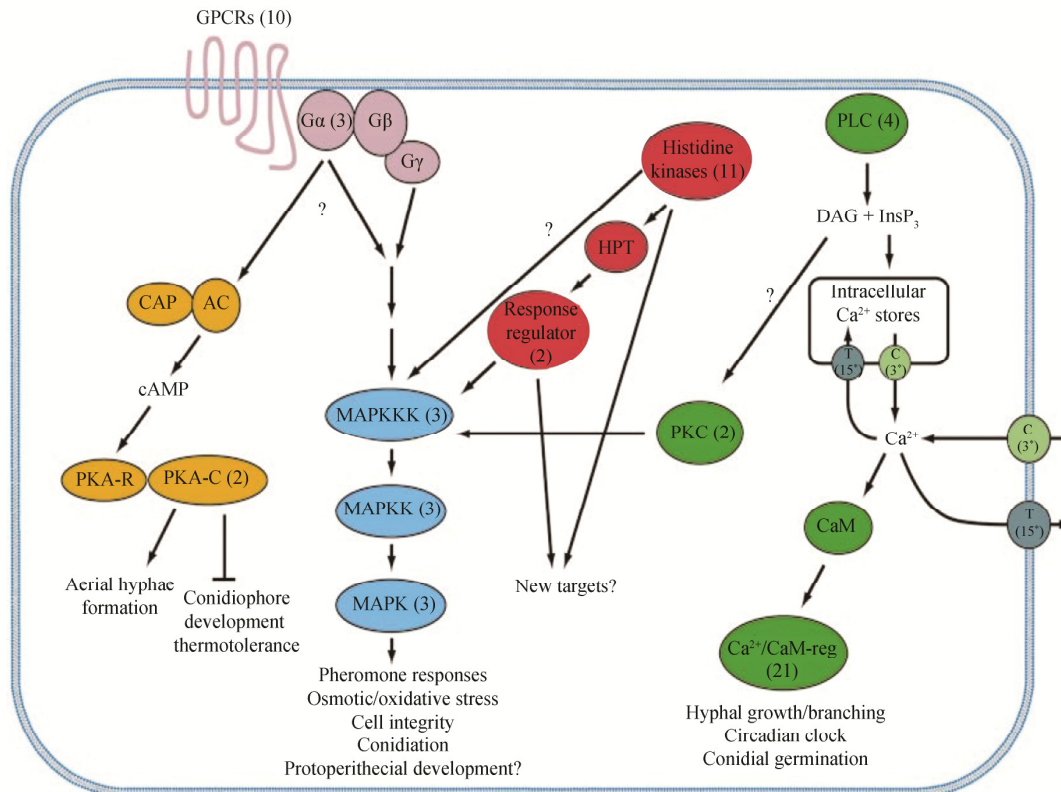 GPCRs (10)
Gα (3)
Gβ
Gγ
?
CAP
AC
cAMP
PKA-R
PKA-C (2)
Aerial hyphae
formation
Conidiophore
development
thermotolerance
MAPKKK (3)
MAPKK (3)
MAPK (3)
Pheromone responses
Osmotic/oxidative stress
Cell integrity
Conidiation
Protoperithecial development?
Histidine
kinases (11)
?
HPT
Response
regulator
(2)
New targets?
PLC (4)
DAG + InsP₃
?
PKC (2)
Intracellular
Ca²⁺ stores
T
(15*)
C
(3*)
Ca²⁺
C
(3*)
T
(15*)
CaM
Ca²⁺/CaM-reg
(21)
Hyphal growth/branching
Circadian clock
Conidial germination